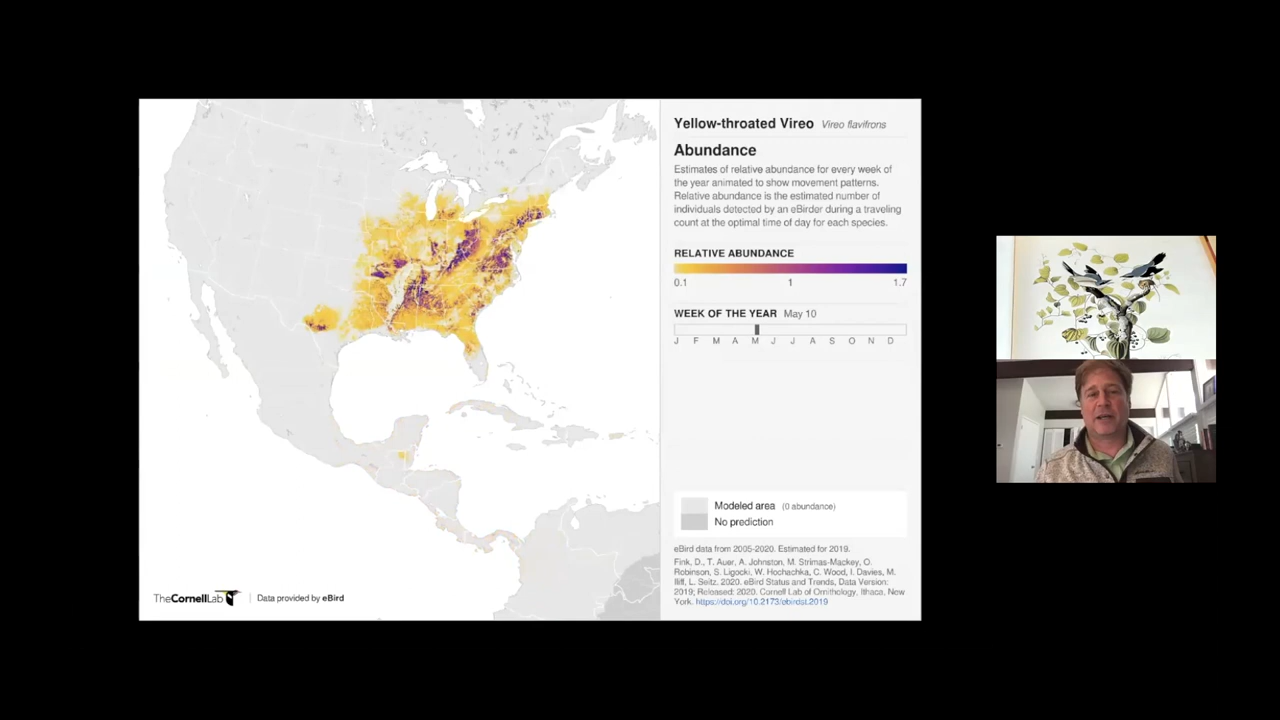 Yellow-throated Vireo Vireo flavifrons
Abundance
Estimates of relative abundance for every week of
the year animated to show movement patterns.
Relative abundance is the estimated number of
individuals detected by an eBirder during a traveling
count at the optimal time of day for each species.
RELATIVE ABUNDANCE
0.1 1 1.7
WEEK OF THE YEAR May 10
J F M A M J J A S O N D
Modeled area (0 abundance)
No prediction
eBird data from 2005-2020. Estimated for 2019.
Fink, D., T. Auer, A. Johnston, M. Strimas-Mackey, O.
Robinson, S. Ligocki, W. Hochachka, C. Wood, I. Davies, M.
Iliff, L. Seitz. 2020. eBird Status and Trends, Data Version:
2019; Released: 2020. Cornell Lab of Ornithology, Ithaca, New
York. https://doi.org/10.2173/ebirdst.2019
TheCornellLab Data provided by eBird